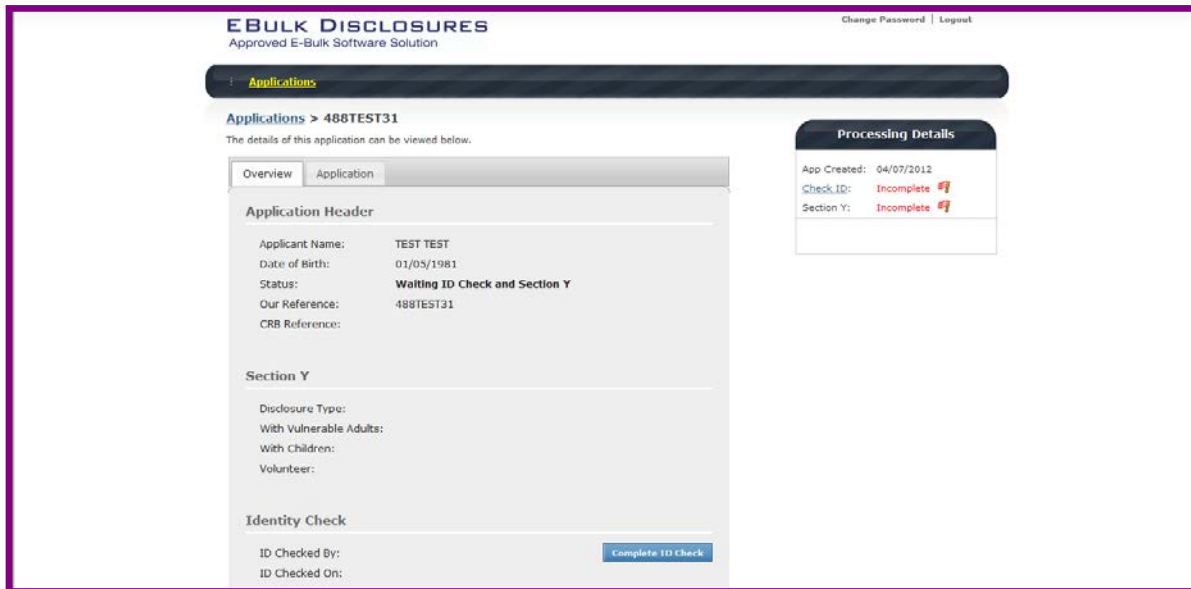 EBULK DISCLOSURES
Approved E-Bulk Software Solution
Change Password | Logout
Applications
Applications > 488TEST31
The details of this application can be viewed below.
Overview Application
Application Header
Applicant Name: TEST TEST
Date of Birth: 01/05/1981
Status: Waiting ID Check and Section Y
Our Reference: 488TEST31
CRB Reference:
Section Y
Disclosure Type:
With Vulnerable Adults:
With Children:
Volunteer:
Identity Check
ID Checked By:
Complete ID Check
ID Checked On:
Processing Details
App Created: 04/07/2012
Check ID: Incomplete
Section Y: Incomplete